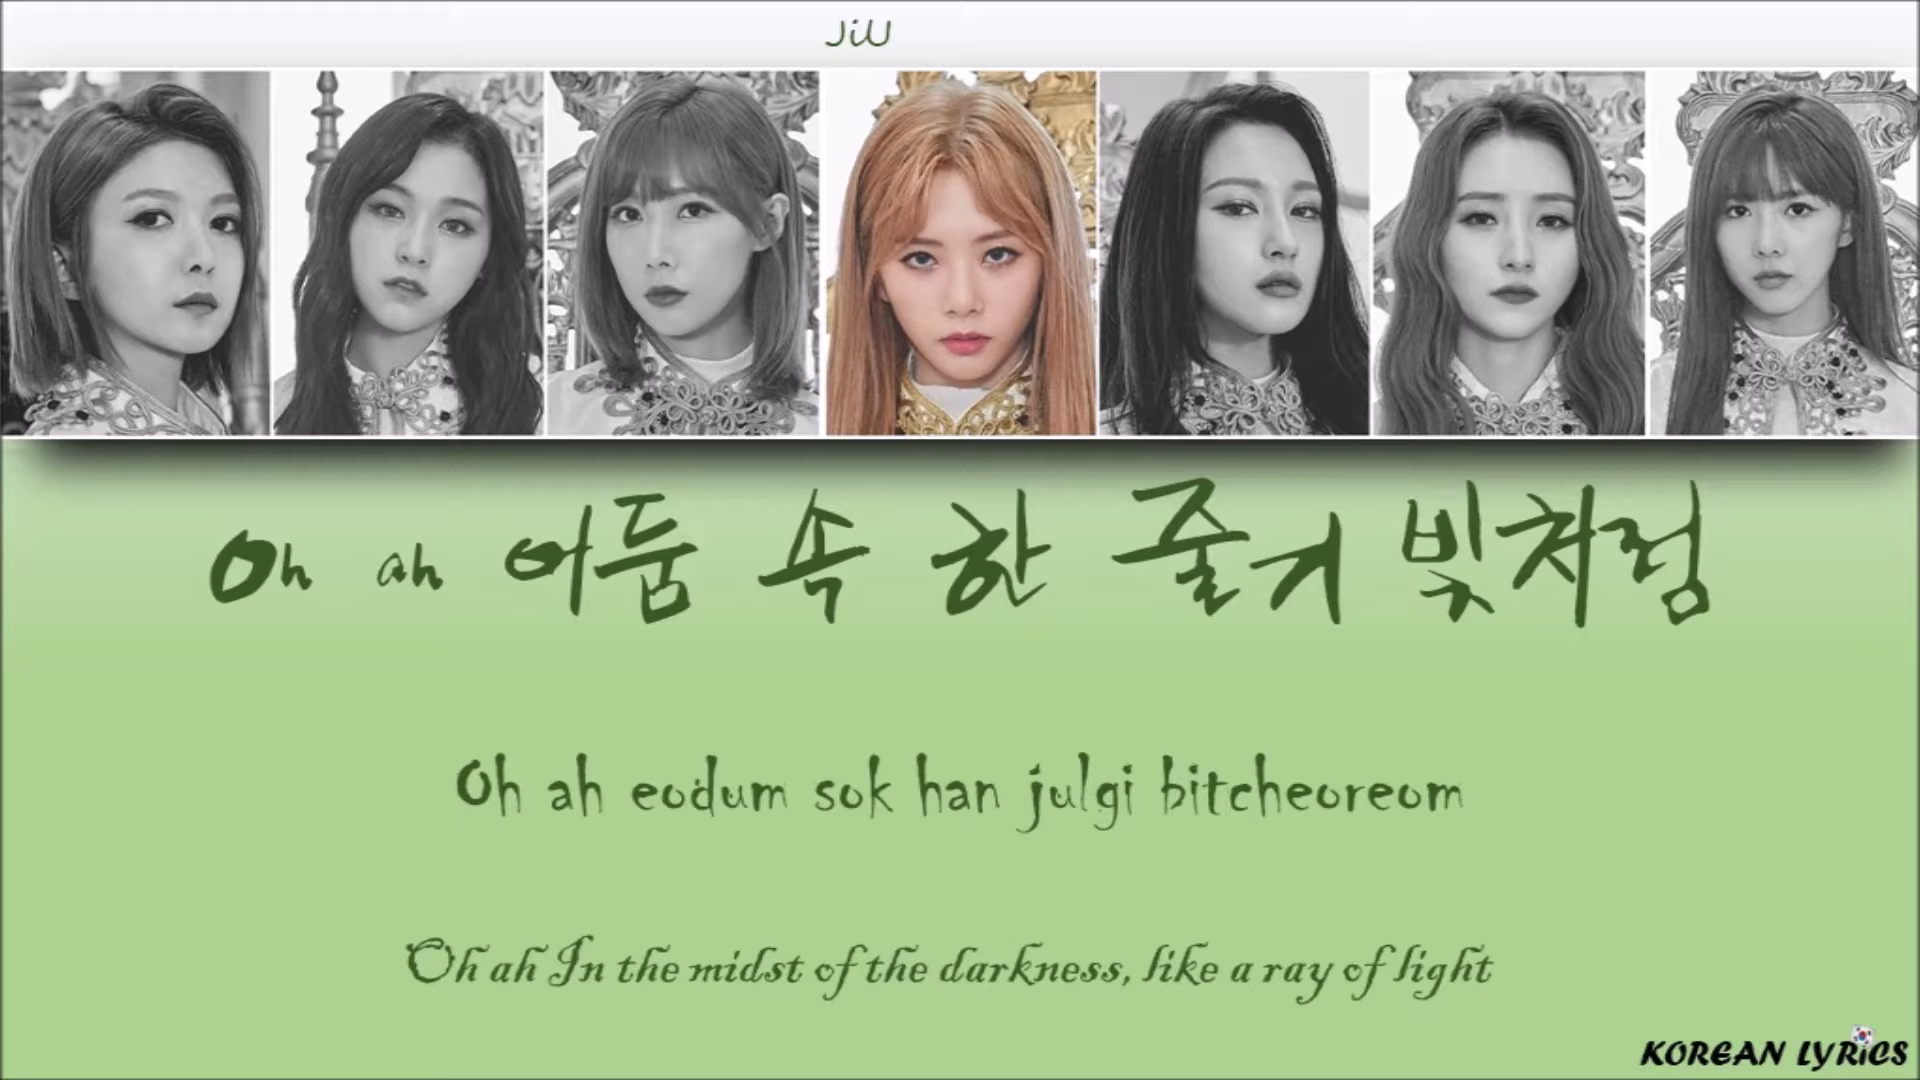 JiU
Oh ah 어둠 속 한 줄기 빛처럼
Oh ah eodum sok han julgi bitcheoreom
Oh ah In the midst of the darkness, like a ray of light
KOREAN LYRICS